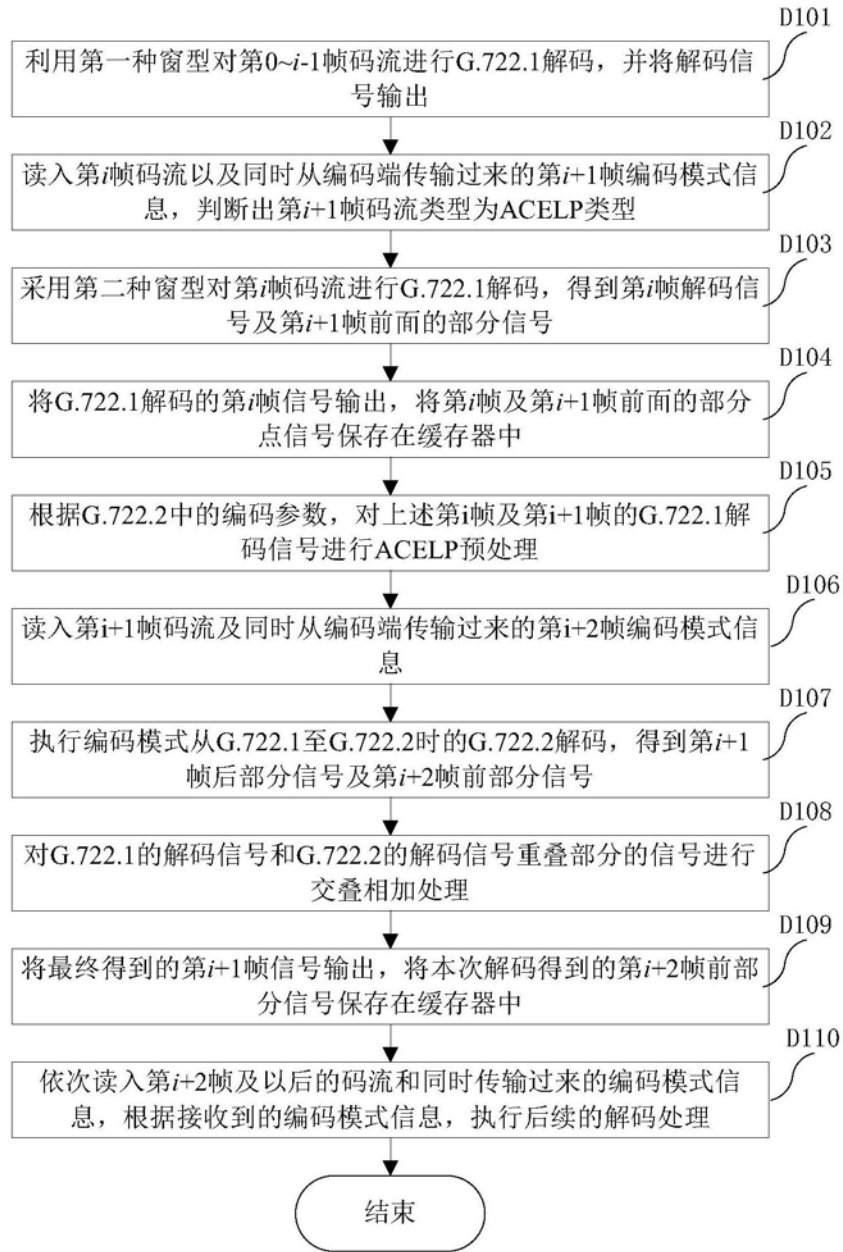 D101
利用第一种窗型对第0~i-1帧码流进行G.722.1解码，并将解码信
号输出
D102
读入第i帧码流以及同时从编码端传输过来的第i+1帧编码模式信
息，判断出第i+1帧码流类型为ACELP类型
D103
采用第二种窗型对第i帧码流进行G.722.1解码，得到第i帧解码信
号及第i+1帧前面的部分信号
D104
将G.722.1解码的第i帧信号输出，将第i帧及第i+1帧前面的部分
点信号保存在缓存器中
D105
根据G.722.2中的编码参数，对上述第i帧及第i+1帧的G.722.1解
码信号进行ACELP预处理
D106
读入第i+1帧码流及同时从编码端传输过来的第i+2帧编码模式信
息
D107
执行编码模式从G.722.1至G.722.2时的G.722.2解码，得到第i+1
帧后部分信号及第i+2帧前部分信号
D108
对G.722.1的解码信号和G.722.2的解码信号重叠部分的信号进行
交叠相加处理
D109
将最终得到的第i+1帧信号输出，将本次解码得到的第i+2帧前部
分信号保存在缓存器中
D110
依次读入第i+2帧及以后的码流和同时传输过来的编码模式信
息，根据接收到的编码模式信息，执行后续的解码处理
结束